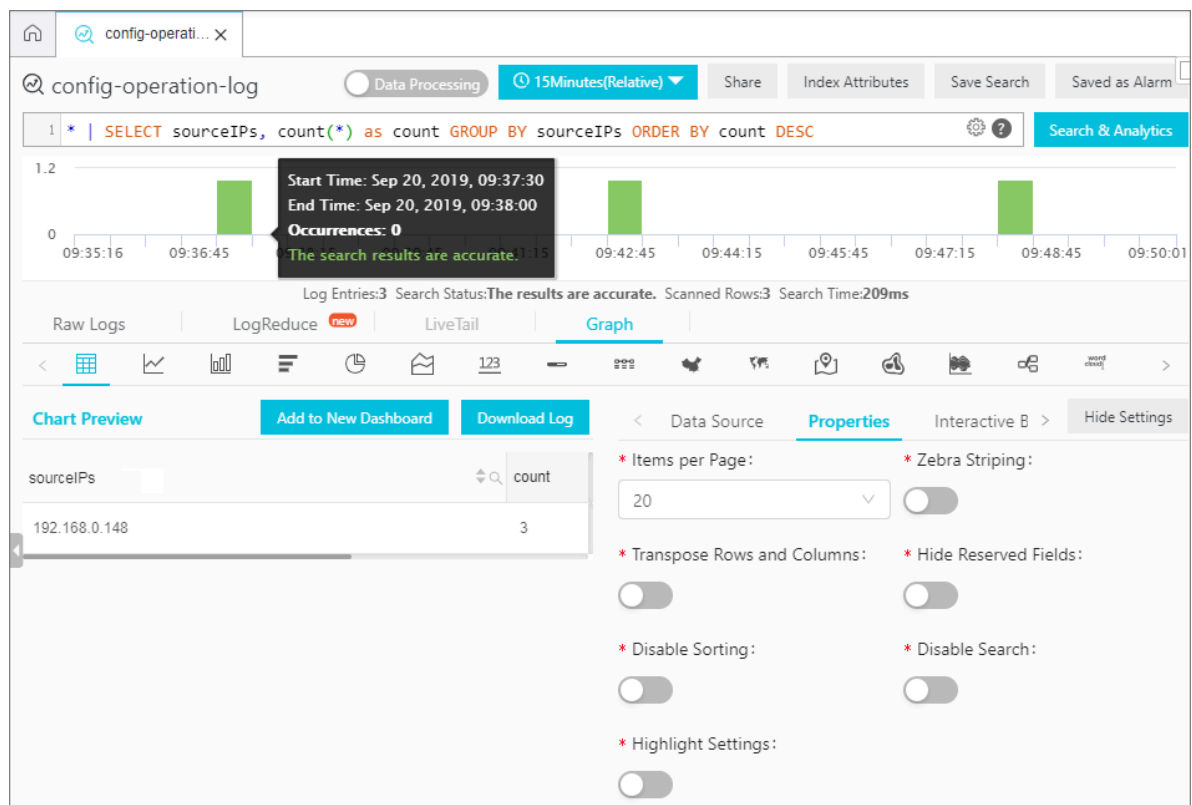 config-operati...
config-operation-log
Data Processing
15Minutes(Relative)
Share
Index Attributes
Save Search
Saved as Alarm
1 * | SELECT sourceIPs, count(*) as count GROUP BY sourceIPs ORDER BY count DESC
?
Search & Analytics
1.2
Start Time: Sep 20, 2019, 09:37:30
End Time: Sep 20, 2019, 09:38:00
Occurrences: 0
The search results are accurate.
0
09:35:16 09:36:45 09:42:45 09:44:15 09:45:45 09:47:15 09:48:45 09:50:01
Log Entries:3 Search Status:The results are accurate. Scanned Rows:3 Search Time:209ms
Raw Logs
LogReduce new
LiveTail
Graph
123
word cloud
Chart Preview
Add to New Dashboard
Download Log
Data Source
Properties
Interactive B
Hide Settings
sourceIPs
count
192.168.0.148
3
* Items per Page:
20
* Zebra Striping:
* Transpose Rows and Columns:
* Hide Reserved Fields:
* Disable Sorting:
* Disable Search:
* Highlight Settings: